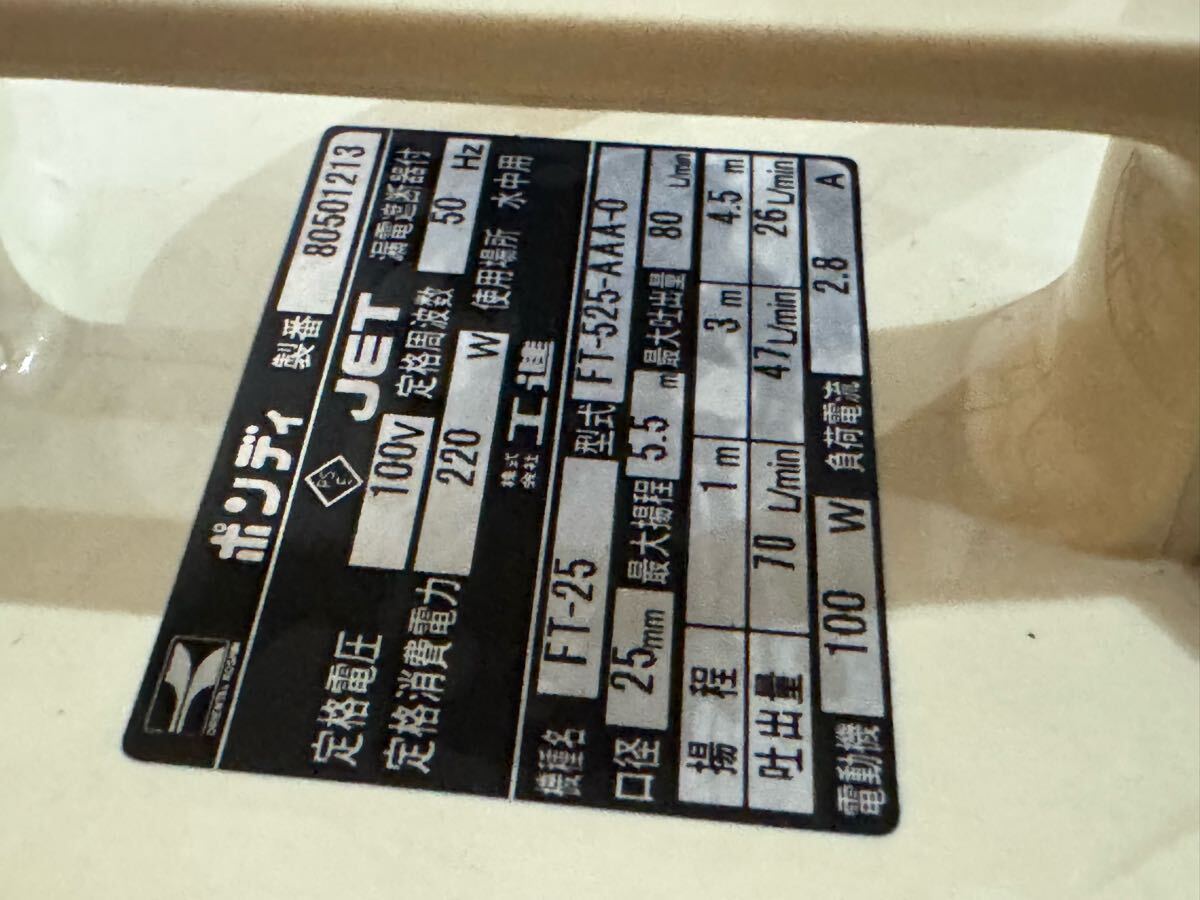 ポンディ 製番 80501213
PS E JET 漏電遮断器付
定格電圧 100V 定格周波数 50 Hz
定格消費電力 220 W 使用場所 水中用
株式会社 工進
機種名 FT-25 型式 FT-525-AAA-0
口径 25mm 最大揚程 5.5 m 最大吐出量 80 L/min
揚程 1 m 3 m 4.5 m
吐出量 70 L/min 47 L/min 26 L/min
電動機 100 W 負荷電流 2.8 A